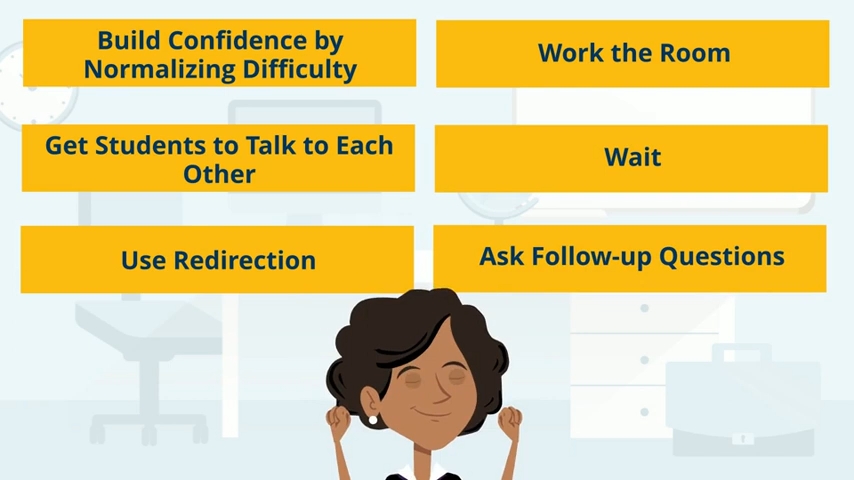 Build Confidence by
Normalizing Difficulty
Work the Room
Get Students to Talk to Each
Other
Wait
Use Redirection
Ask Follow-up Questions